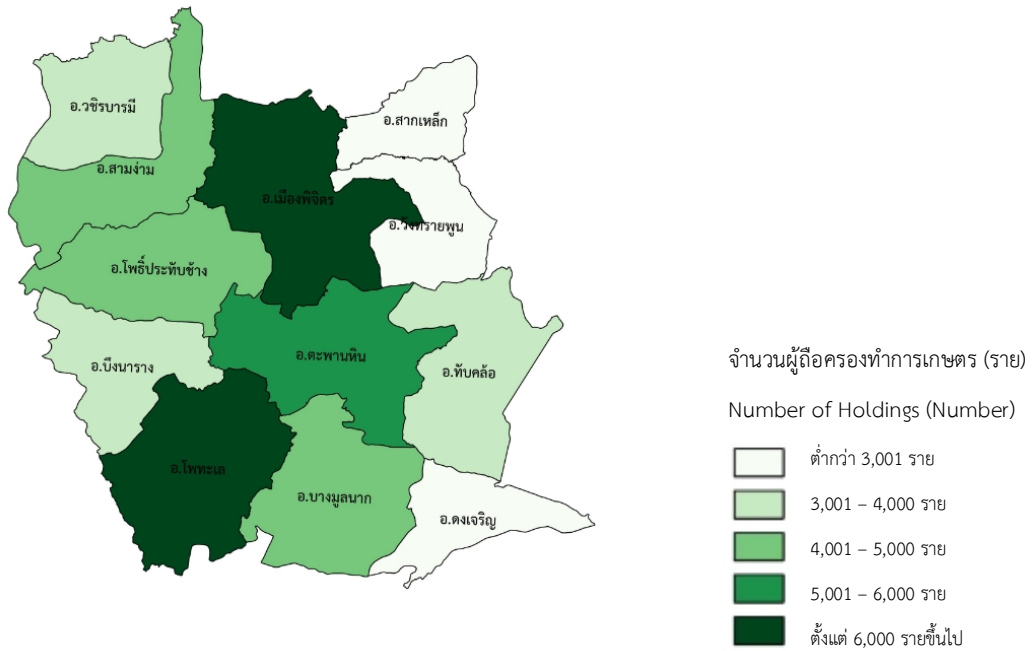 อ.วชิรบารมี
อ.สากเหล็ก
อ.สามง่าม
อ.เมืองพิจิตร
อ.วังทรายพูน
อ.โพธิ์ประทับช้าง
อ.ตะพานหิน
อ.บึงนาราง
อ.ทับคล้อ
อ.โพทะเล
อ.บางมูลนาก
อ.ดงเจริญ
จำนวนผู้ถือครองทำการเกษตร (ราย)
Number of Holdings (Number)
ต่ำกว่า 3,001 ราย
3,001 – 4,000 ราย
4,001 – 5,000 ราย
5,001 – 6,000 ราย
ตั้งแต่ 6,000 รายขึ้นไป